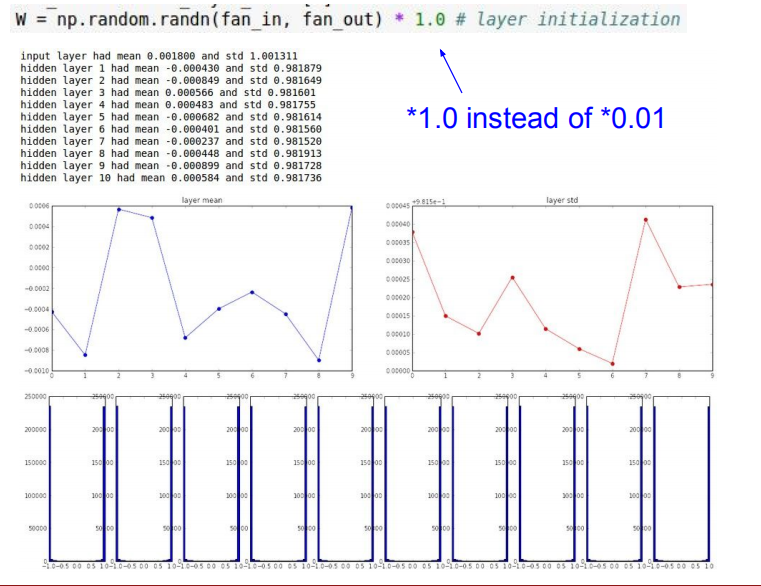 W = np.random.randn(fan_in, fan_out) * 1.0 # layer initialization
input layer had mean 0.001800 and std 1.001311
hidden layer 1 had mean -0.000430 and std 0.981879
hidden layer 2 had mean -0.000849 and std 0.981649
hidden layer 3 had mean 0.000566 and std 0.981601
hidden layer 4 had mean 0.000483 and std 0.981755
hidden layer 5 had mean -0.000682 and std 0.981614
hidden layer 6 had mean -0.000401 and std 0.981560
hidden layer 7 had mean -0.000237 and std 0.981520
hidden layer 8 had mean -0.000448 and std 0.981913
hidden layer 9 had mean -0.000899 and std 0.981728
hidden layer 10 had mean 0.000584 and std 0.981736
*1.0 instead of *0.01
layer mean
0.0006
0.0004
0.0002
0.0000
−0.0002
−0.0004
−0.0006
−0.0008
−0.0010
0 1 2 3 4 5 6 7 8 9
+9.815e−1
layer std
0.00045
0.00040
0.00035
0.00030
0.00025
0.00020
0.00015
0.00010
0.00005
0.00000
0 1 2 3 4 5 6 7 8 9
250000
200000
150000
100000
50000
0
−1.0−0.5 0.0 0.5 1.0